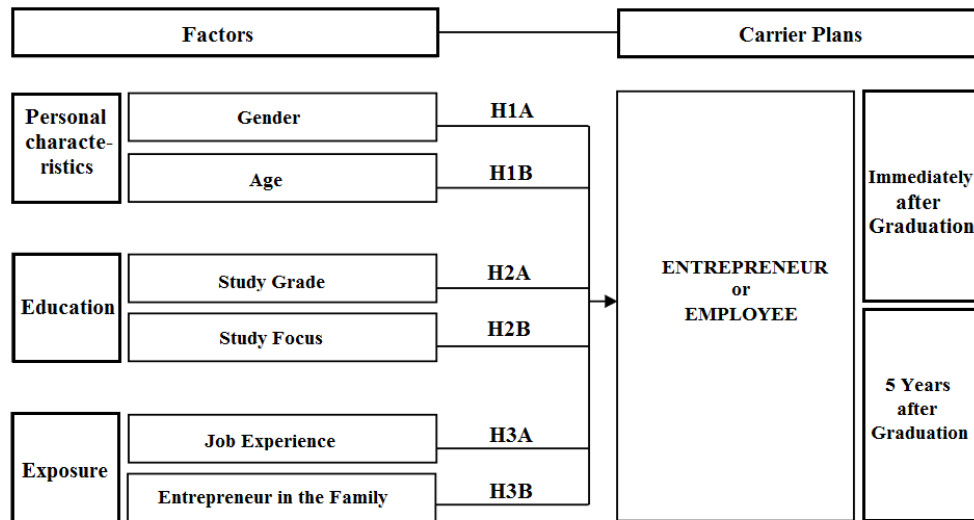 Factors
Carrier Plans
Personal
characte-
ristics
Gender
H1A
Age
H1B
Education
Study Grade
H2A
Study Focus
H2B
Exposure
Job Experience
H3A
Entrepreneur in the Family
H3B
ENTREPRENEUR
or
EMPLOYEE
Immediately
after
Graduation
5 Years
after
Graduation